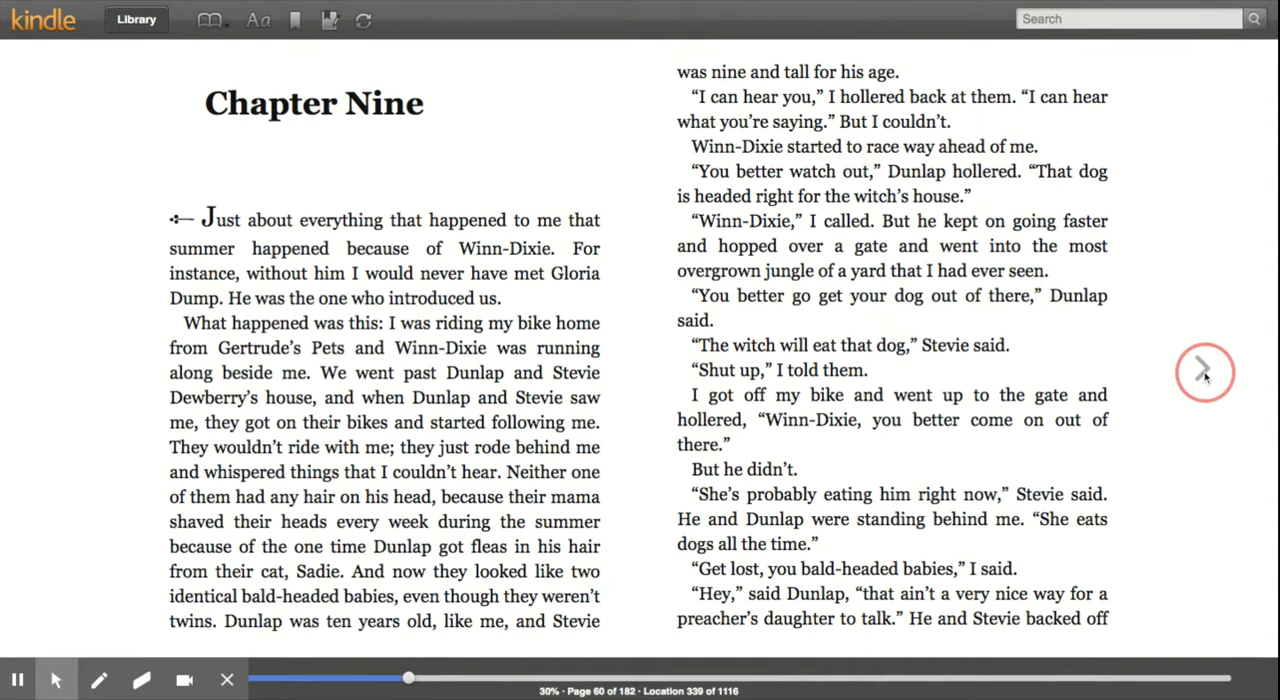 kindle
Library
Aa
Search
Chapter Nine
Just about everything that happened to me that
summer happened because of Winn-Dixie. For
instance, without him I would never have met Gloria
Dump. He was the one who introduced us.
What happened was this: I was riding my bike home
from Gertrude’s Pets and Winn-Dixie was running
along beside me. We went past Dunlap and Stevie
Dewberry’s house, and when Dunlap and Stevie saw
me, they got on their bikes and started following me.
They wouldn’t ride with me; they just rode behind me
and whispered things that I couldn’t hear. Neither one
of them had any hair on his head, because their mama
shaved their heads every week during the summer
because of the one time Dunlap got fleas in his hair
from their cat, Sadie. And now they looked like two
identical bald-headed babies, even though they weren’t
twins. Dunlap was ten years old, like me, and Stevie
was nine and tall for his age.
“I can hear you,” I hollered back at them. “I can hear
what you’re saying.” But I couldn’t.
Winn-Dixie started to race way ahead of me.
“You better watch out,” Dunlap hollered. “That dog
is headed right for the witch’s house.”
“Winn-Dixie,” I called. But he kept on going faster
and hopped over a gate and went into the most
overgrown jungle of a yard that I had ever seen.
“You better go get your dog out of there,” Dunlap
said.
“The witch will eat that dog,” Stevie said.
“Shut up,” I told them.
I got off my bike and went up to the gate and
hollered, “Winn-Dixie, you better come on out of
there.”
But he didn’t.
“She’s probably eating him right now,” Stevie said.
He and Dunlap were standing behind me. “She eats
dogs all the time.”
“Get lost, you bald-headed babies,” I said.
“Hey,” said Dunlap, “that ain’t a very nice way for a
preacher’s daughter to talk.” He and Stevie backed off
30% · Page 60 of 182 · Location 339 of 1116